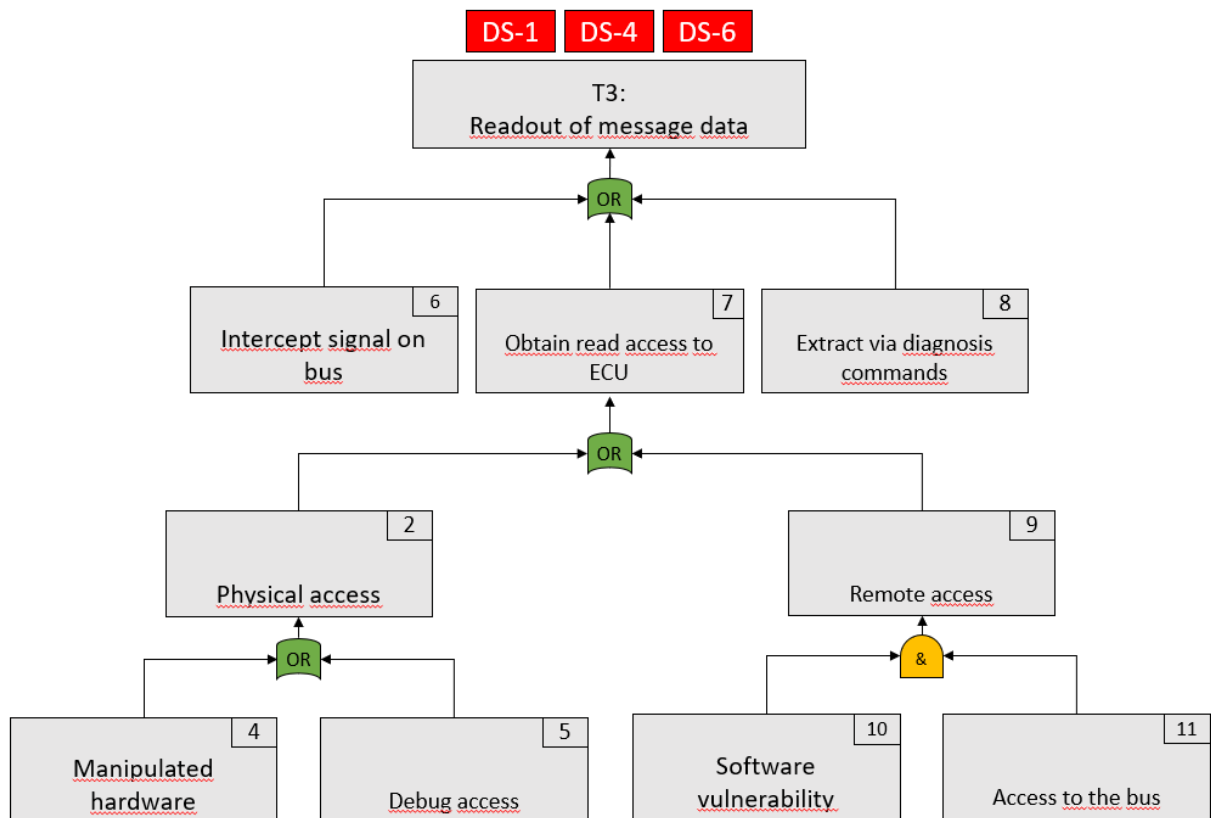 DS-1 DS-4 DS-6
T3:
Readout of message data
OR
6
Intercept signal on
bus
7
Obtain read access to
ECU
8
Extract via diagnosis
commands
OR
2
Physical access
9
Remote access
OR
&
4
Manipulated
hardware
5
Debug access
10
Software
vulnerability
11
Access to the bus